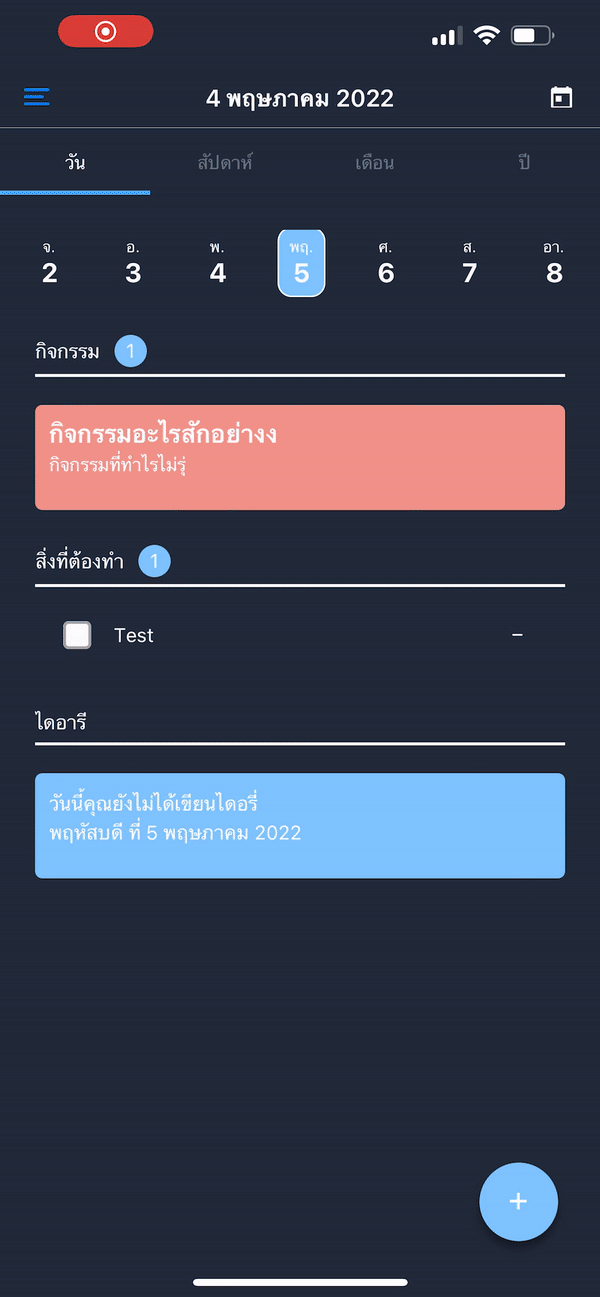 4 พฤษภาคม 2022
วัน สัปดาห์ เดือน ปี
จ. อ. พ. พฤ. ศ. ส. อา.
2 3 4 5 6 7 8
กิจกรรม 1
กิจกรรมอะไรสักอย่างง
กิจกรรมที่ทำไรไม่รุ่
สิ่งที่ต้องทำ 1
Test –
ไดอารี
วันนี้คุณยังไม่ได้เขียนไดอรี่
พฤหัสบดี ที่ 5 พฤษภาคม 2022
+